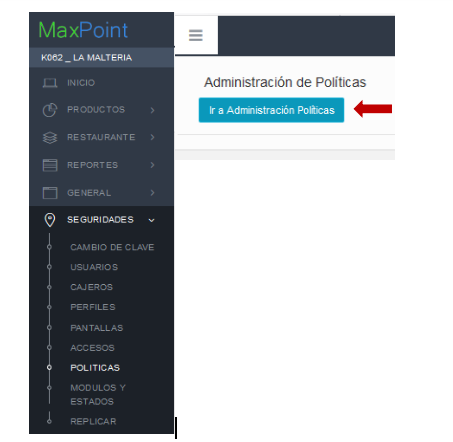 MaxPoint
K062 _ LA MALTERIA
INICIO
PRODUCTOS
RESTAURANTE
REPORTES
GENERAL
SEGURIDADES
CAMBIO DE CLAVE
USUARIOS
CAJEROS
PERFILES
PANTALLAS
ACCESOS
POLITICAS
MODULOS Y
ESTADOS
REPLICAR
Administración de Políticas
Ir a Administración Políticas